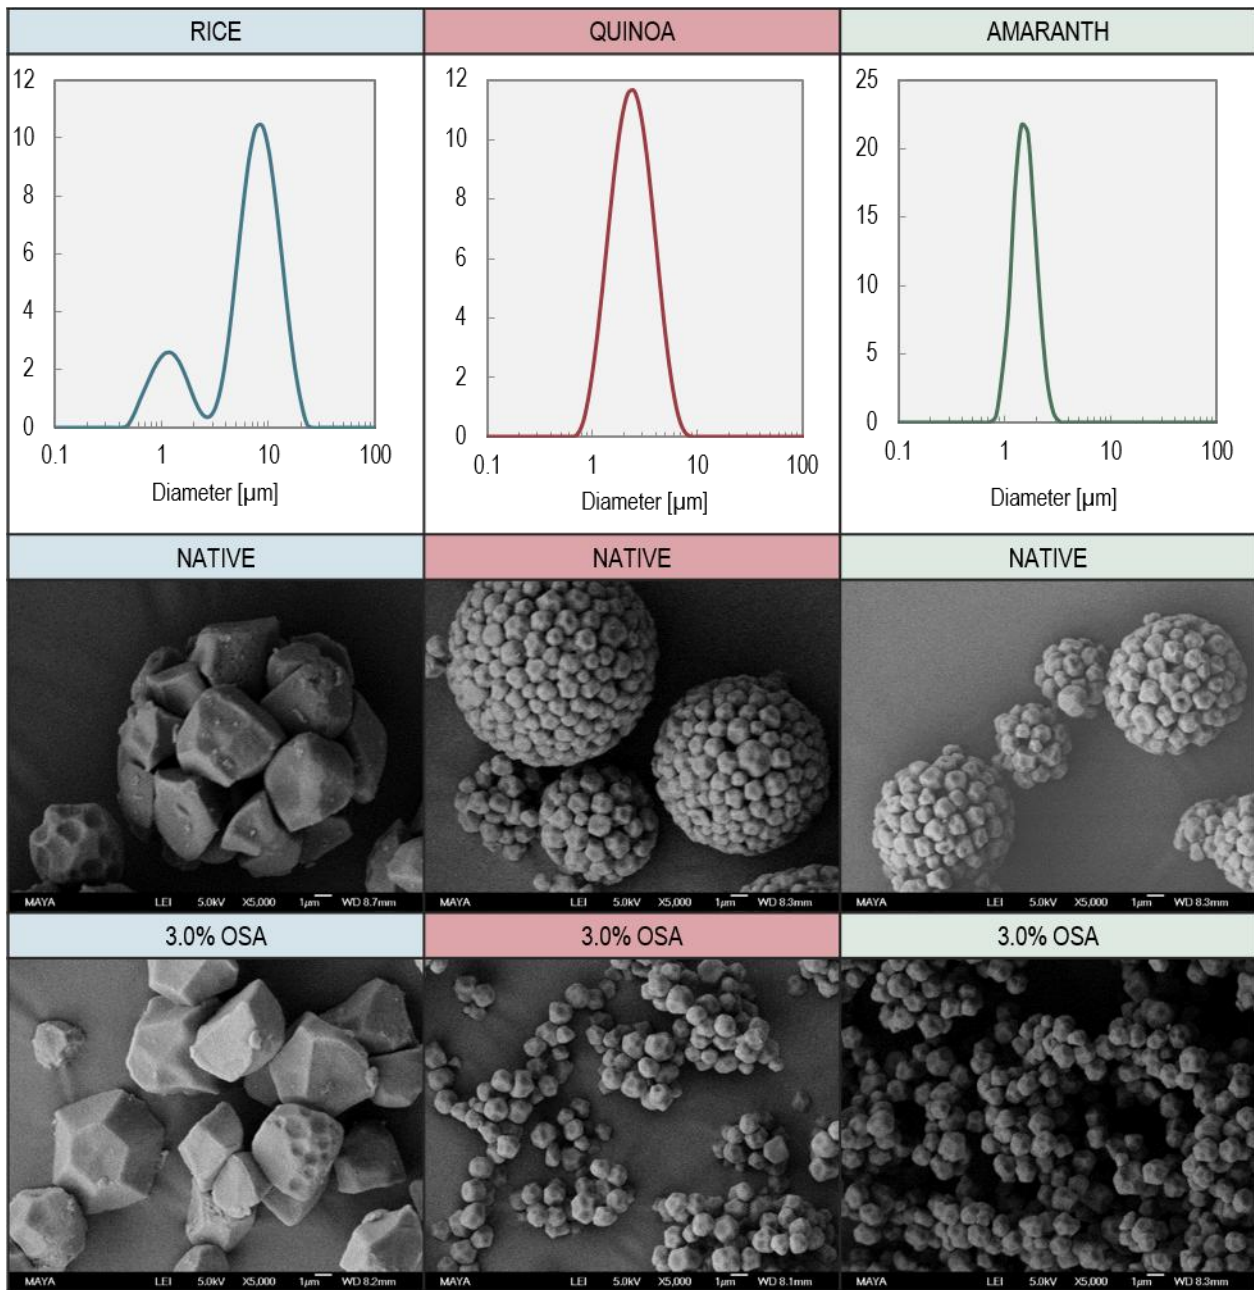 RICE
QUINOA
AMARANTH
12
10
8
6
4
2
0
0.1 1 10 100
Diameter [µm]
12
10
8
6
4
2
0
0.1 1 10 100
Diameter [µm]
25
20
15
10
5
0
0.1 1 10 100
Diameter [µm]
NATIVE
NATIVE
NATIVE
MAYA LEI 5.0kV X5,000 1µm WD 8.7mm
MAYA LEI 5.0kV X5,000 1µm WD 8.3mm
MAYA LEI 5.0kV X5,000 1µm WD 8.3mm
3.0% OSA
3.0% OSA
3.0% OSA
MAYA LEI 5.0kV X5,000 1µm WD 8.2mm
MAYA LEI 5.0kV X5,000 1µm WD 8.1mm
MAYA LEI 5.0kV X5,000 1µm WD 8.3mm